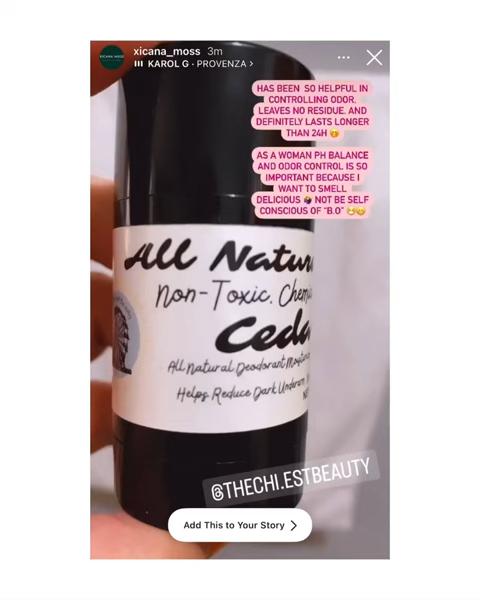 xicana_moss 3m
KAROL G · PROVENZA >
HAS BEEN SO HELPFUL IN
CONTROLLING ODOR,
LEAVES NO RESIDUE, AND
DEFINITELY LASTS LONGER
THAN 24H 😋
AS A WOMAN PH BALANCE
AND ODOR CONTROL IS SO
IMPORTANT BECAUSE I
WANT TO SMELL
DELICIOUS 💣 NOT BE SELF
CONSCIOUS OF "B.O" 😷😋
All Natur
Non-Toxic. Chemi
Ceda
All Natural Deodorant
Helps Reduce Dark Underarm
@THECHI.ESTBEAUTY
Add This to Your Story >